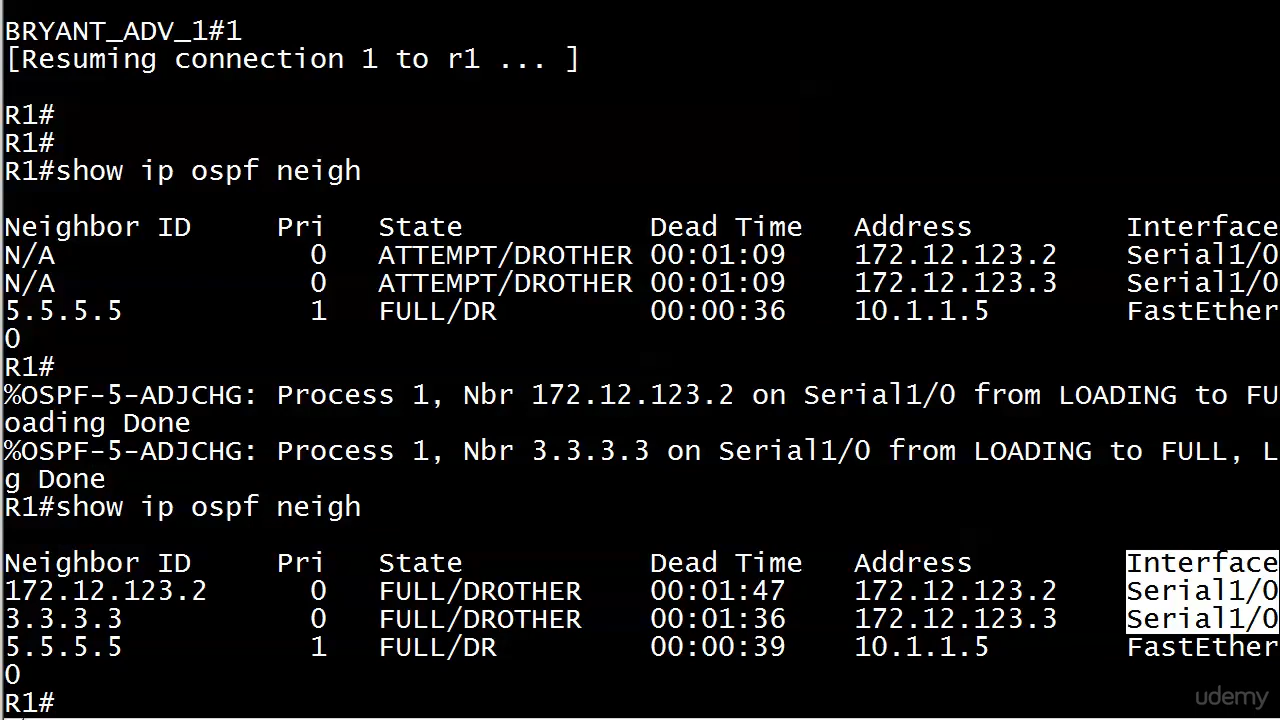 BRYANT_ADV_1#1
[Resuming connection 1 to r1 ... ]
R1#
R1#
R1#show ip ospf neigh
Neighbor ID     Pri   State           Dead Time   Address         Interface
N/A               0   ATTEMPT/DROTHER 00:01:09    172.12.123.2    Serial1/0
N/A               0   ATTEMPT/DROTHER 00:01:09    172.12.123.3    Serial1/0
5.5.5.5           1   FULL/DR         00:00:36    10.1.1.5        FastEther
0
R1#
%OSPF-5-ADJCHG: Process 1, Nbr 172.12.123.2 on Serial1/0 from LOADING to FU
oading Done
%OSPF-5-ADJCHG: Process 1, Nbr 3.3.3.3 on Serial1/0 from LOADING to FULL, L
g Done
R1#show ip ospf neigh
Neighbor ID     Pri   State           Dead Time   Address         Interface
172.12.123.2      0   FULL/DROTHER    00:01:47    172.12.123.2    Serial1/0
3.3.3.3           0   FULL/DROTHER    00:01:36    172.12.123.3    Serial1/0
5.5.5.5           1   FULL/DR         00:00:39    10.1.1.5        FastEther
0
R1#
udemy